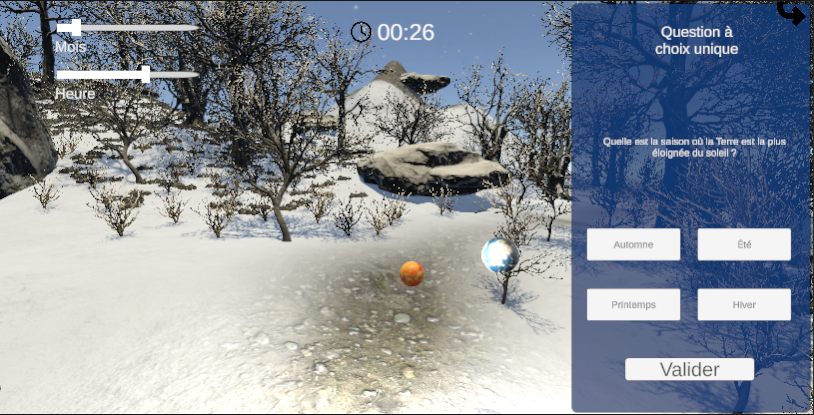 Mois
Heure
00:26
Question à
choix unique
Quelle est la saison où la Terre est la plus
éloignée du soleil ?
Automne
Été
Printemps
Hiver
Valider